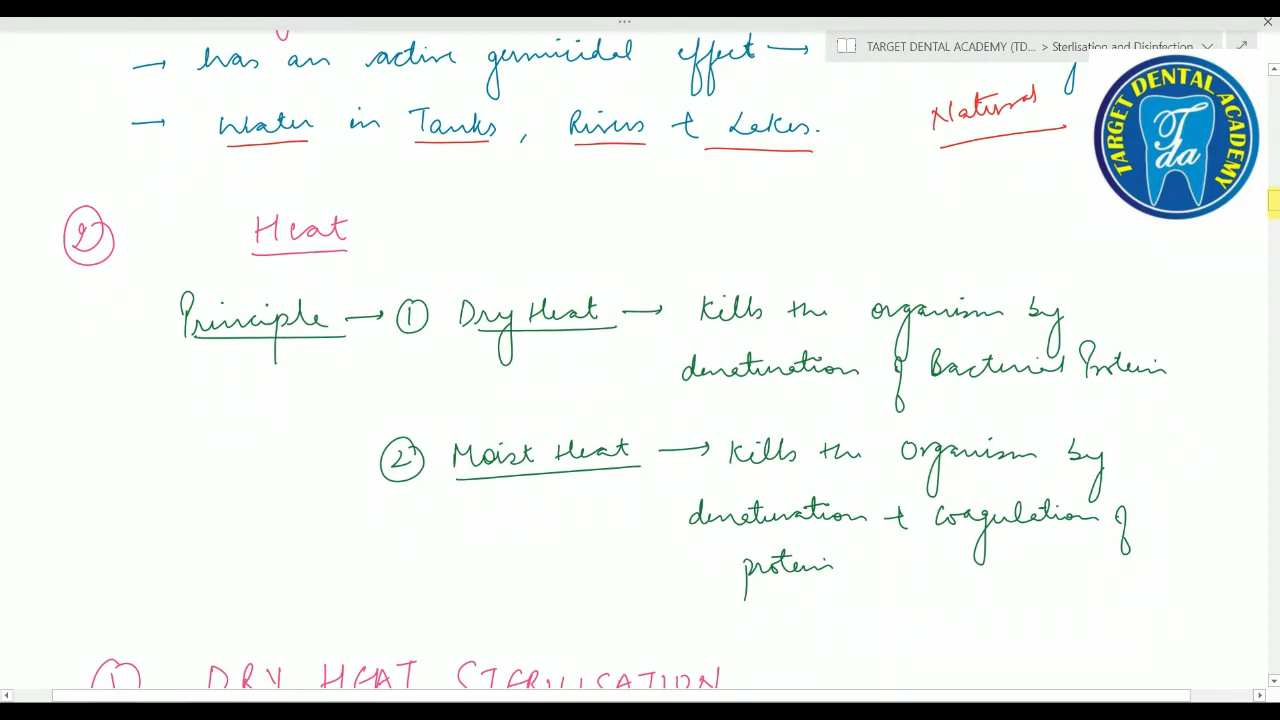 TARGET DENTAL ACADEMY (TD... > Sterlisation and Disinfection
→ has an active germicidal effect →
Natural
→ Water in Tanks, Rivers + Lakes.
TARGET DENTAL ACADEMY
Tda
② Heat
Principle → ① Dry Heat → Kills the organism by
denaturation of Bacterial Protein
② Moist Heat → Kills the organism by
denaturation + coagulation of
protein
① DRY HEAT STERILISATION